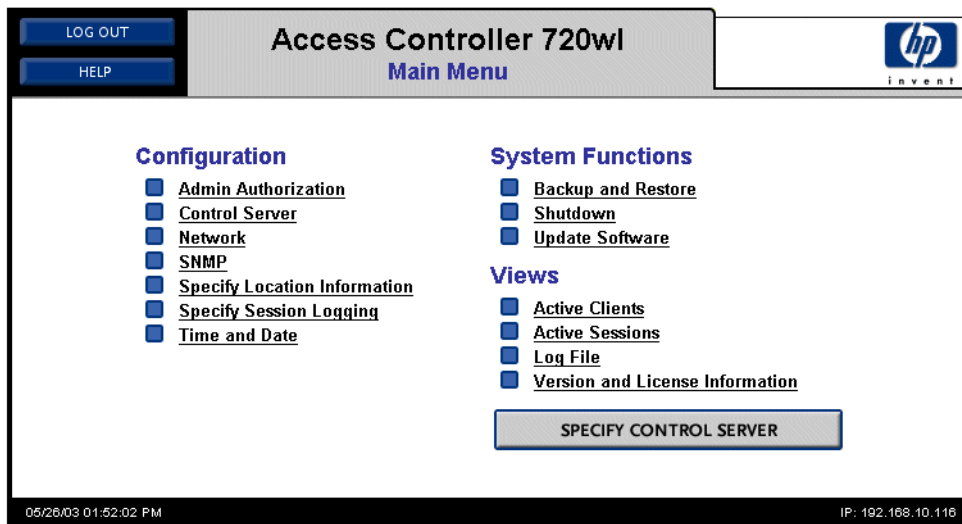 LOG OUT
HELP
Access Controller 720wl
Main Menu
hp
invent
Configuration
Admin Authorization
Control Server
Network
SNMP
Specify Location Information
Specify Session Logging
Time and Date
System Functions
Backup and Restore
Shutdown
Update Software
Views
Active Clients
Active Sessions
Log File
Version and License Information
SPECIFY CONTROL SERVER
05/26/03 01:52:02 PM
IP: 192.168.10.116